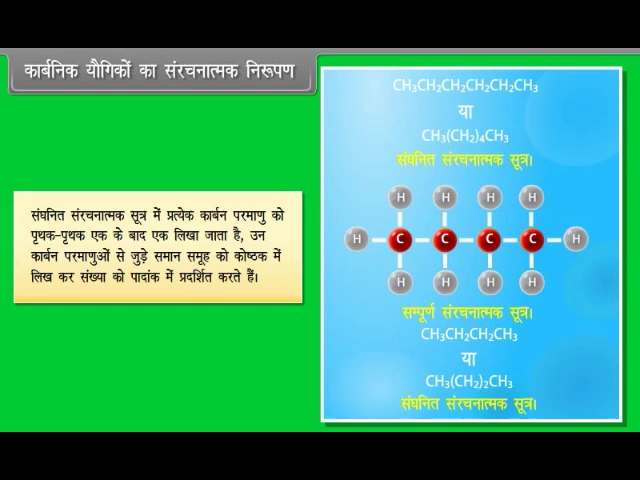 कार्बनिक यौगिकों का संरचनात्मक निरूपण
संघनित संरचनात्मक सूत्र में प्रत्येक कार्बन परमाणु को
पृथक-पृथक एक के बाद एक लिखा जाता है, उन
कार्बन परमाणुओं से जुड़े समान समूह को कोष्ठक में
लिख कर संख्या को पादांक में प्रदर्शित करते हैं।
CH₃CH₂CH₂CH₂CH₂CH₃
या
CH₃(CH₂)₄CH₃
संघनित संरचनात्मक सूत्र।
H H H H
H C C C C H
H H H H
सम्पूर्ण संरचनात्मक सूत्र।
CH₃CH₂CH₂CH₃
या
CH₃(CH₂)₂CH₃
संघनित संरचनात्मक सूत्र।